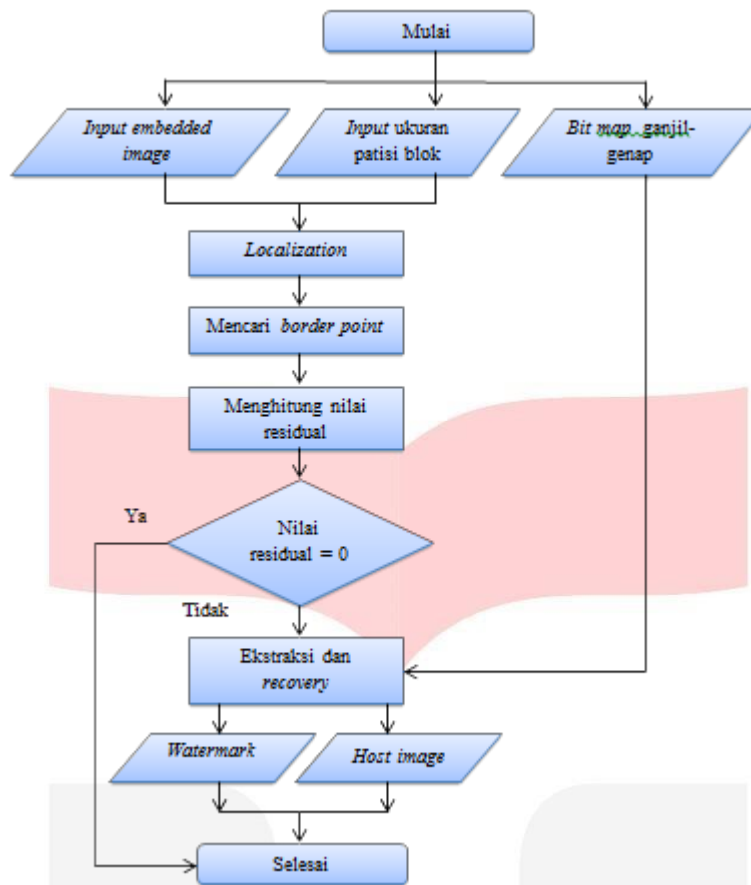 Mulai
Input embedded
image
Input ukuran
patisi blok
Bit map ganjil-
genap
Localization
Mencari border point
Menghitung nilai
residual
Ya
Nilai
residual = 0
Tidak
Ekstraksi dan
recovery
Watermark
Host image
Selesai